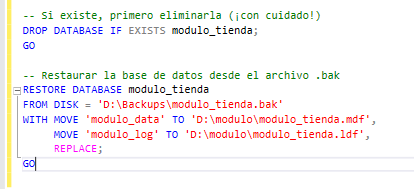 -- Si existe, primero eliminarla (¡con cuidado!)
DROP DATABASE IF EXISTS modulo_tienda;
GO
-- Restaurar la base de datos desde el archivo .bak
RESTORE DATABASE modulo_tienda
FROM DISK = 'D:\Backups\modulo_tienda.bak'
WITH MOVE 'modulo_data' TO 'D:\modulo\modulo_tienda.mdf',
MOVE 'modulo_log' TO 'D:\modulo\modulo_tienda.ldf',
REPLACE;
GO